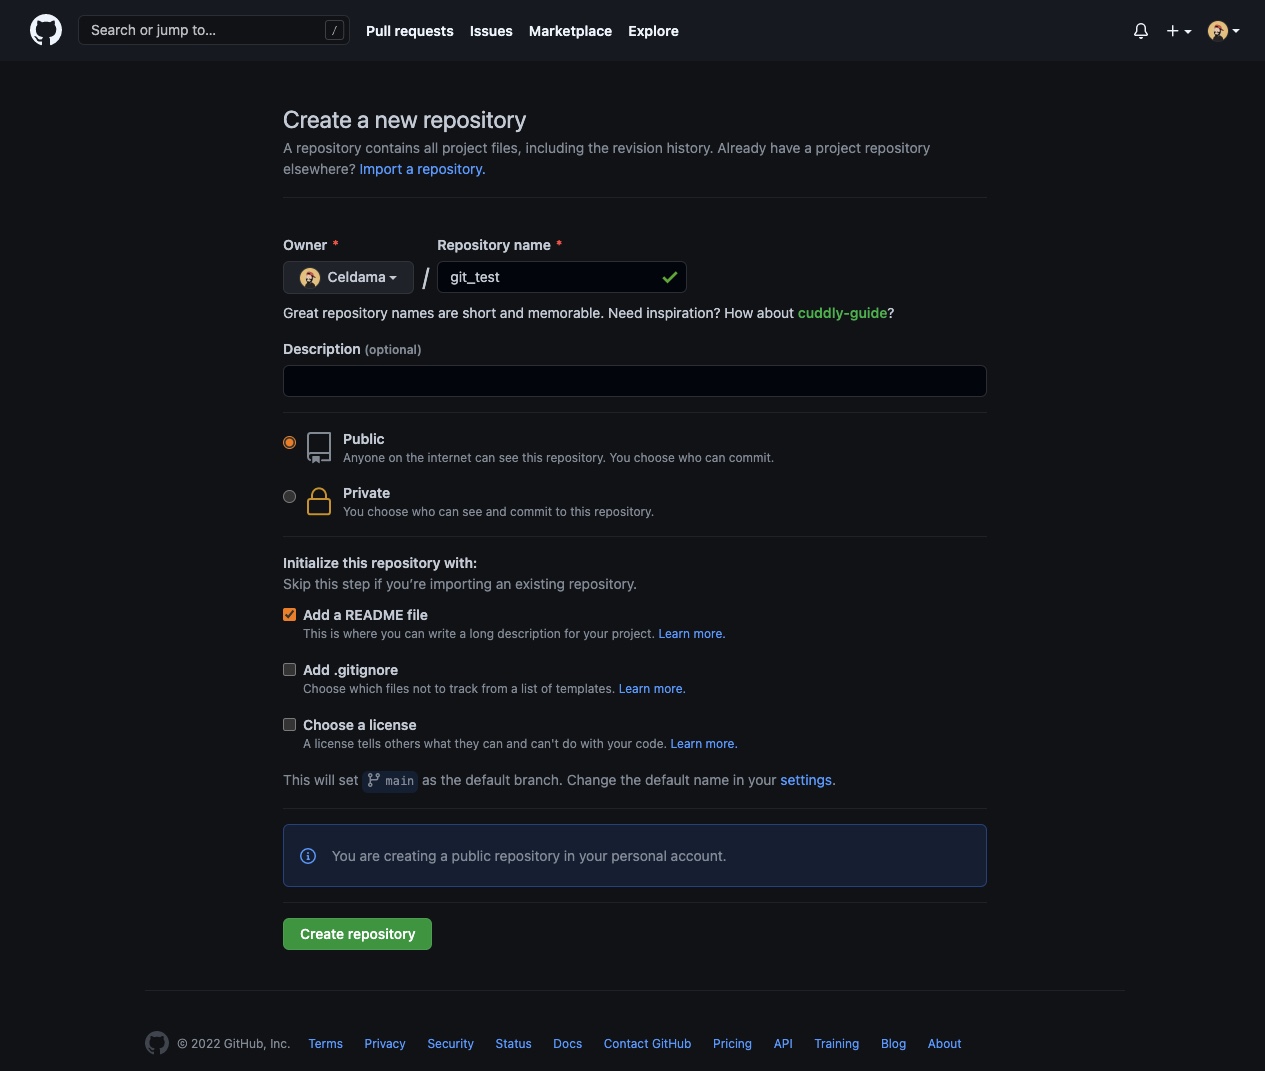 Search or jump to... / Pull requests Issues Marketplace Explore
Create a new repository
A repository contains all project files, including the revision history. Already have a project repository
elsewhere? Import a repository.
Owner * Repository name *
Celdama / git_test
Great repository names are short and memorable. Need inspiration? How about cuddly-guide?
Description (optional)
Public
Anyone on the internet can see this repository. You choose who can commit.
Private
You choose who can see and commit to this repository.
Initialize this repository with:
Skip this step if you’re importing an existing repository.
Add a README file
This is where you can write a long description for your project. Learn more.
Add .gitignore
Choose which files not to track from a list of templates. Learn more.
Choose a license
A license tells others what they can and can't do with your code. Learn more.
This will set main as the default branch. Change the default name in your settings.
You are creating a public repository in your personal account.
Create repository
© 2022 GitHub, Inc. Terms Privacy Security Status Docs Contact GitHub Pricing API Training Blog About